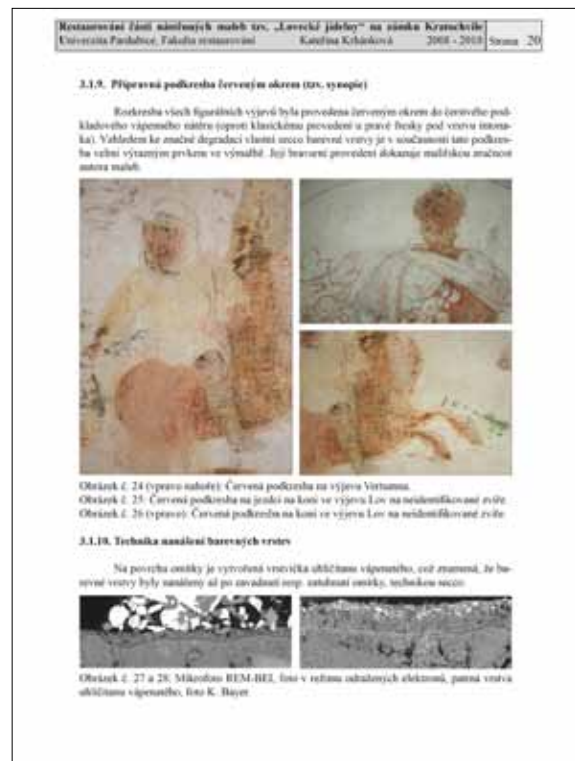 Restaurování části nástěnných maleb tzv. „Lovecké jídelny“ na zámku Kratochvíle
Univerzita Pardubice, Fakulta restaurování Kateřina Krhánková 2008 - 2010 Strana 20
3.1.9. Přípravná podkresba červeným okrem (tzv. synopie)
Rozkresba všech figurálních výjevů byla provedena červeným okrem do čerstvého pod-
kladového vápenného nátěru (oproti klasickému provedení u pravé fresky pod vrstvu intona-
ka). Vzhledem ke značné degradaci vlastní secco barevné vrstvy je v současnosti tato podkres-
ba velmi výrazným prvkem ve výmalbě. Její bravurní provedení dokazuje malířskou zručnost
autora maleb.
Obrázek č. 24 (vpravo nahoře): Červená podkresba na výjevu Vertumna.
Obrázek č. 25: Červená podkresba na jezdci na koni ve výjevu Lov na neidentifikované zvíře.
Obrázek č. 26 (vpravo): Červená podkresba na koni ve výjevu Lov na neidentifikované zvíře.
3.1.10. Technika nanášení barevných vrstev
Na povrchu omítky je vytvořená vrstvička uhličitanu vápenatého, což znamená, že ba-
revné vrstvy byly nanášeny až po zavadnutí resp. zatuhnutí omítky, technikou secco.
Obrázek č. 27 a 28: Mikrofoto REM-BEI, foto v režimu odražených elektronů, patrná vrstva
uhličitanu vápenatého, foto K. Bayer.